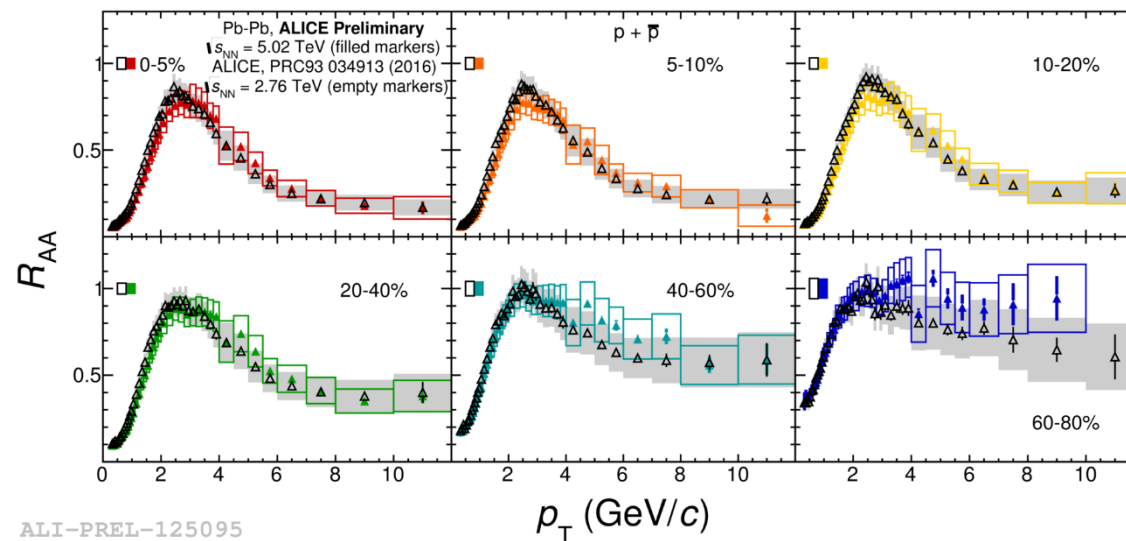 Pb-Pb, ALICE Preliminary
√sNN = 5.02 TeV (filled markers)
ALICE, PRC93 034913 (2016)
√sNN = 2.76 TeV (empty markers)
0-5%
p + p̅
5-10%
10-20%
1
0.5
RAA
20-40%
40-60%
60-80%
1
0.5
0 2 4 6 8 10
2 4 6 8 10
2 4 6 8 10
pT (GeV/c)
ALI-PREL-125095